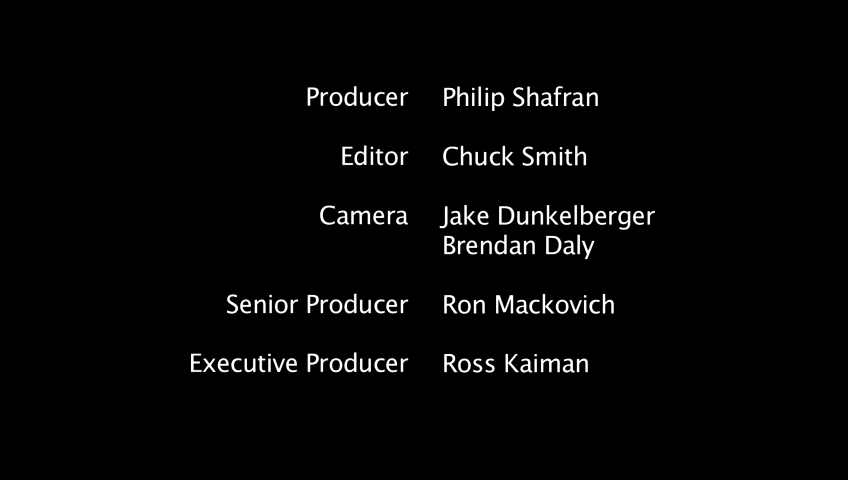 Producer Philip Shafran
Editor Chuck Smith
Camera Jake Dunkelberger
Brendan Daly
Senior Producer Ron Mackovich
Executive Producer Ross Kaiman